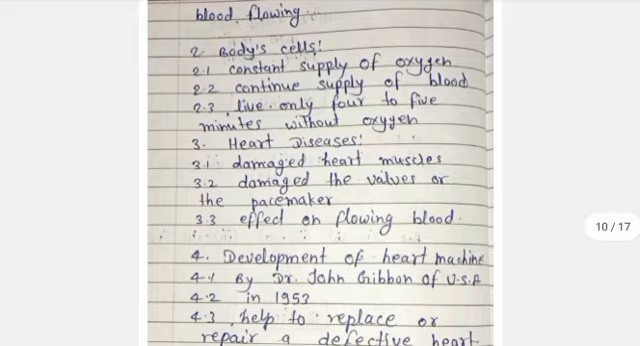 blood flowing
2. Body's cells:
2.1 constant supply of oxygen
2.2 continue supply of blood
2.3 live only four to five
minutes without oxygen
3. Heart Diseases:
3.1 damaged heart muscles
3.2 damaged the valves or
the pacemaker
3.3 effect on flowing blood.
4. Development of heart machine
4.1 By Dr. John Gibbon of U.S.A
4.2 in 1953
4.3 help to replace or
repair a defective heart
10 / 17